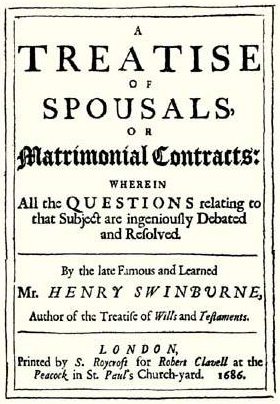 A
TREATISE
OF
SPOUSALS,
OR
Matrimonial Contracts:
WHEREIN
All the QUESTIONS relating to
that Subject are ingeniouſly Debated
and Reſolved.
By the late Famous and Learned
Mr. HENRY SWINBURNE,
Author of the Treatiſe of Wills and Teſtaments.
LONDON,
Printed by S. Roycroft for Robert Clavell at the
Peacock in St. Paul's Church-yard. 1686.